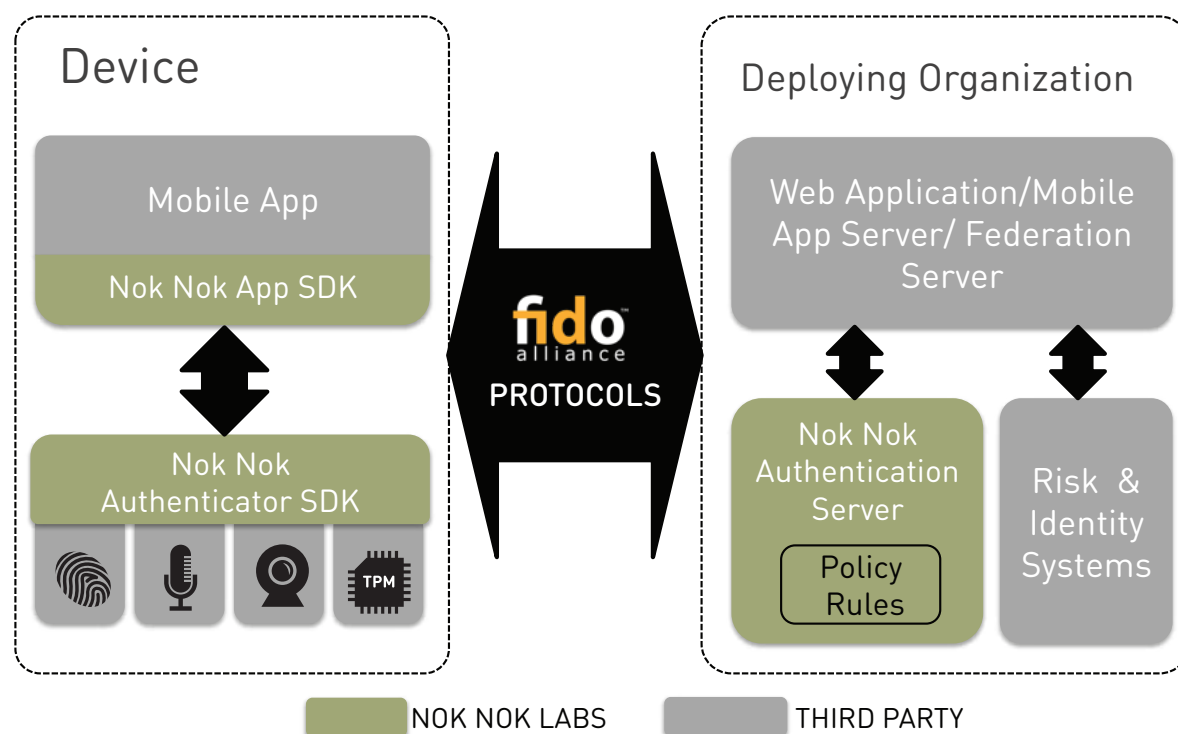 Device
Mobile App
Nok Nok App SDK
Nok Nok
Authenticator SDK
TPM
fido™
alliance
PROTOCOLS
Deploying Organization
Web Application/Mobile
App Server/ Federation
Server
Nok Nok
Authentication
Server
Policy
Rules
Risk &
Identity
Systems
NOK NOK LABS
THIRD PARTY